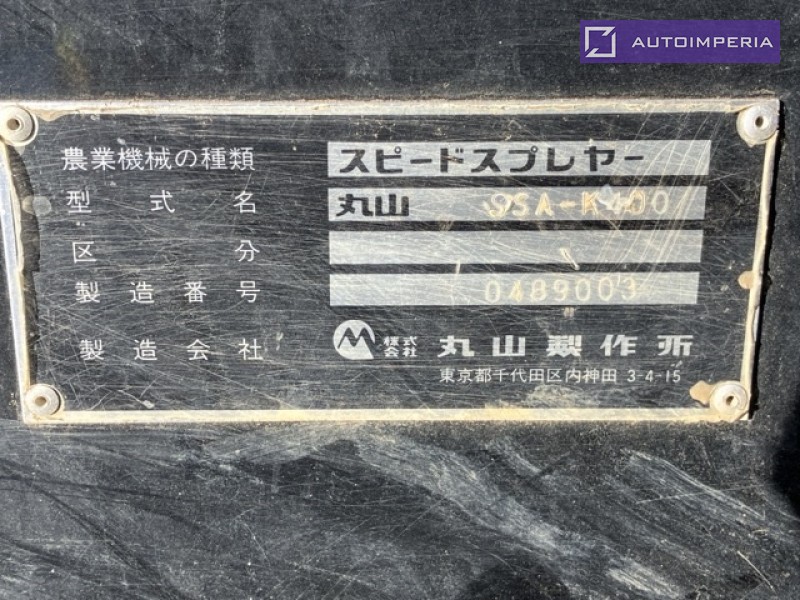 AUTOIMPERIA
農業機械の種類 スピードスプレヤー
型式名 丸山 SSA-K400
区分
製造番号 0489003
製造会社 株式会社 丸山製作所
東京都千代田区内神田 3-4-15